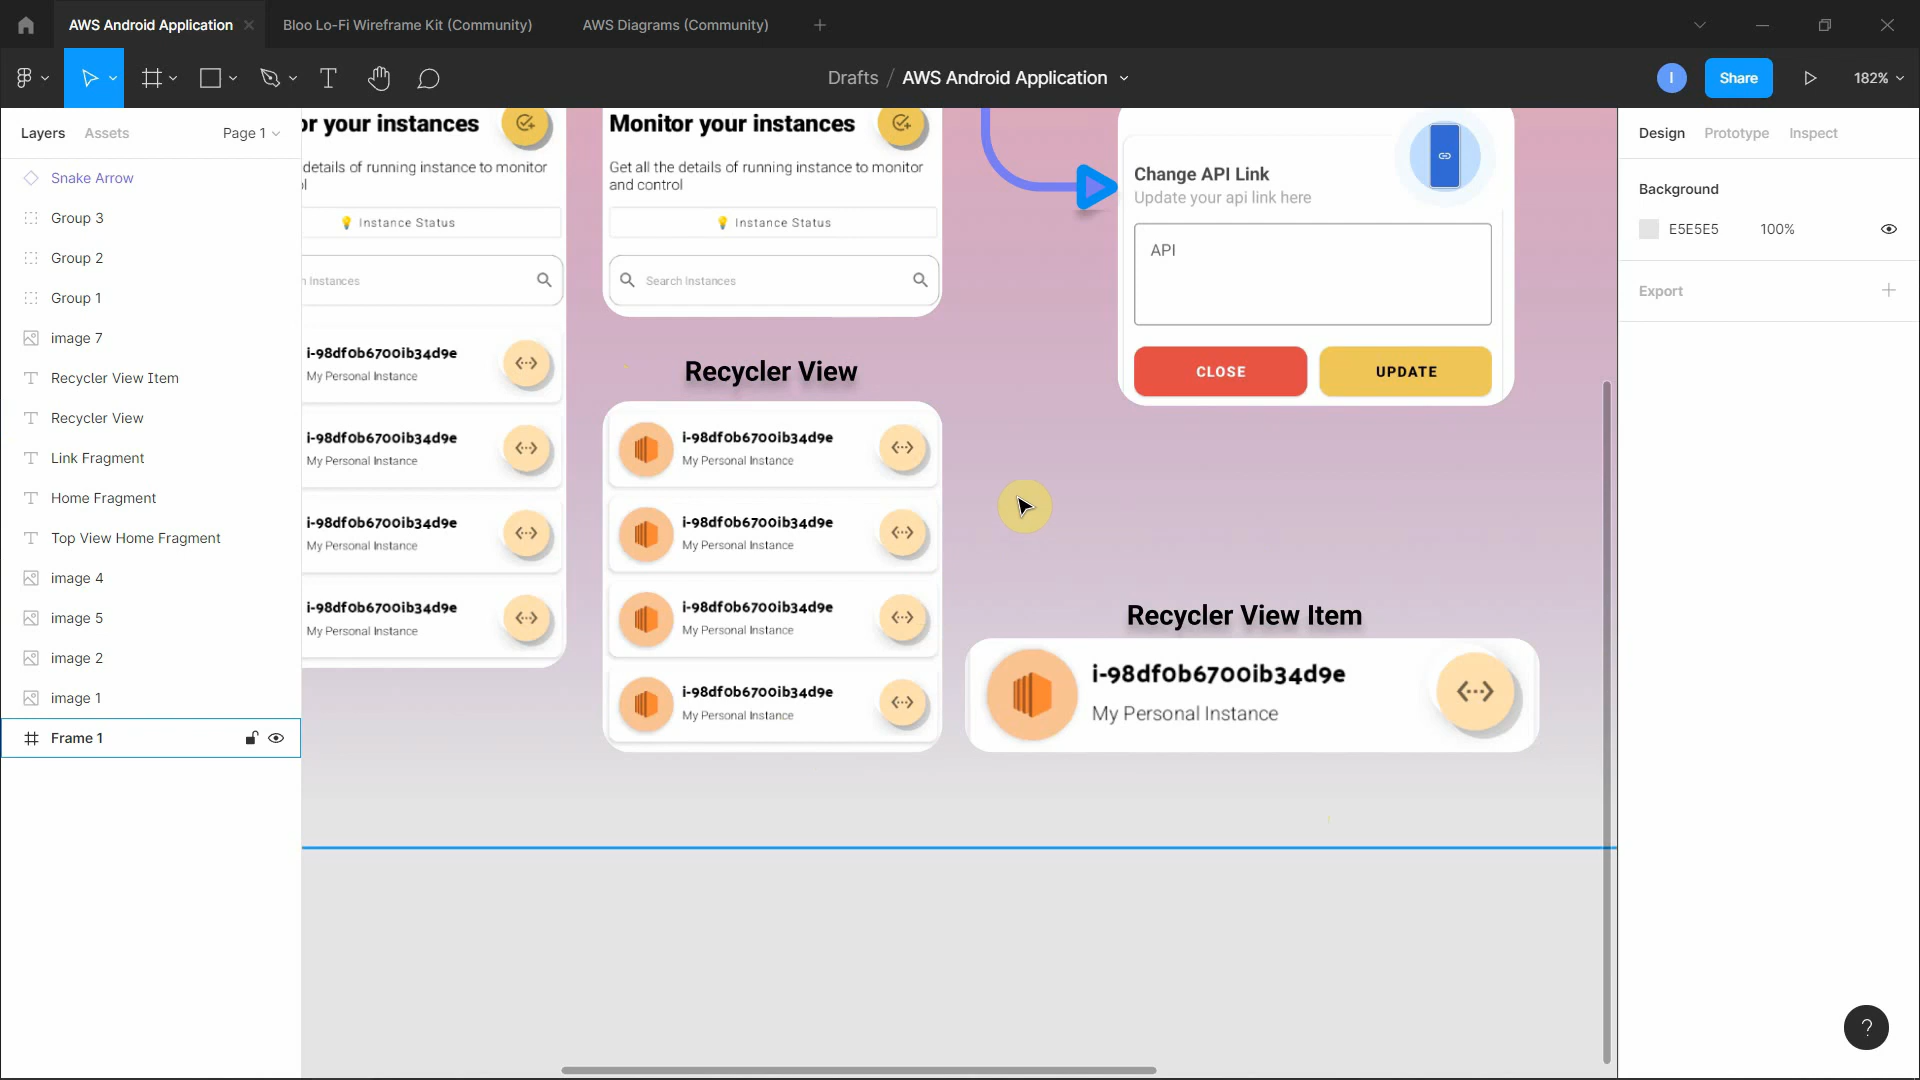 AWS Android Application
Bloo Lo-Fi Wireframe Kit (Community)
AWS Diagrams (Community)
Drafts / AWS Android Application
I
Share
182%
Layers
Assets
Page 1
Snake Arrow
Group 3
Group 2
Group 1
image 7
Recycler View Item
Recycler View
Link Fragment
Home Fragment
Top View Home Fragment
image 4
image 5
image 2
image 1
Frame 1
or your instances
details of running instance to monitor
ol
Instance Status
h Instances
i-98df0b6700ib34d9e
My Personal Instance
i-98df0b6700ib34d9e
My Personal Instance
i-98df0b6700ib34d9e
My Personal Instance
i-98df0b6700ib34d9e
My Personal Instance
Monitor your instances
Get all the details of running instance to monitor
and control
Instance Status
Search Instances
Recycler View
i-98df0b6700ib34d9e
My Personal Instance
i-98df0b6700ib34d9e
My Personal Instance
i-98df0b6700ib34d9e
My Personal Instance
i-98df0b6700ib34d9e
My Personal Instance
Change API Link
Update your api link here
API
CLOSE
UPDATE
Recycler View Item
i-98df0b6700ib34d9e
My Personal Instance
Design
Prototype
Inspect
Background
E5E5E5
100%
Export
?